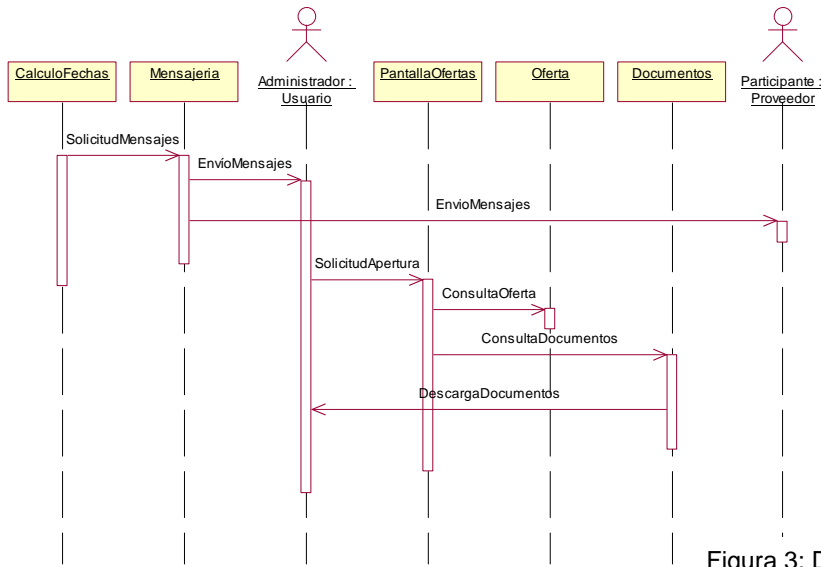 CalculoFechas
Mensajeria
Administrador :
Usuario
PantallaOfertas
Oferta
Documentos
Participante :
Proveedor
SolicitudMensajes
EnvioMensajes
EnvioMensajes
SolicitudApertura
ConsultaOferta
ConsultaDocumentos
DescargaDocumentos
Figura 3: D